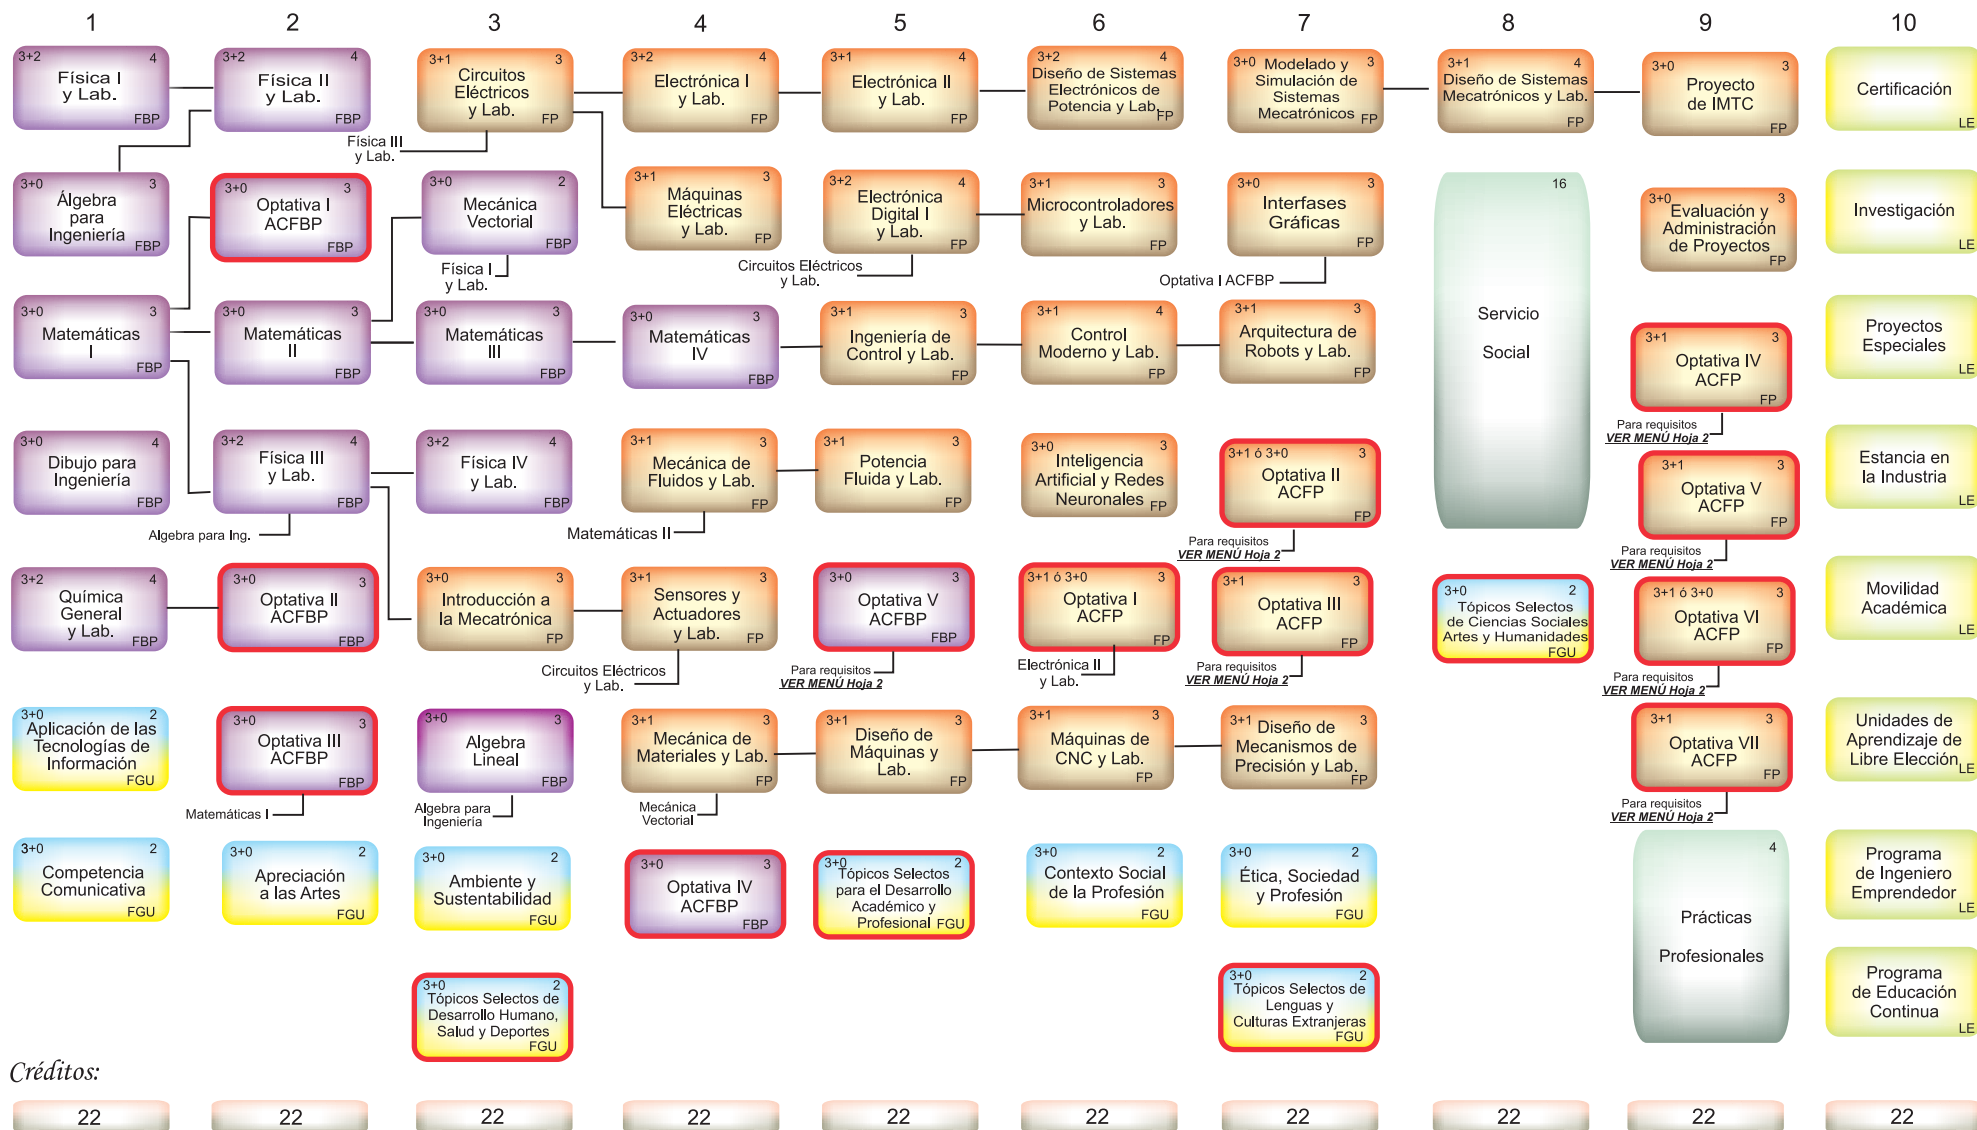 1 2 3 4 5 6 7 8 9 10
3+2 4
Física I
y Lab.
FBP
3+2 4
Física II
y Lab.
FBP
3+1 3
Circuitos
Eléctricos
y Lab.
FP
Física III
y Lab.
3+2 4
Electrónica I
y Lab.
FP
3+1 4
Electrónica II
y Lab.
FP
3+2 4
Diseño de Sistemas
Electrónicos de
Potencia y Lab.
FP
3+0 3
Modelado y
Simulación de
Sistemas
Mecatrónicos
FP
3+1 4
Diseño de Sistemas
Mecatrónicos y Lab.
FP
3+0 3
Proyecto
de IMTC
FP
Certificación
LE
3+0 3
Álgebra
para
Ingeniería
FBP
3+0 3
Optativa I
ACFBP
FBP
3+0 2
Mecánica
Vectorial
FBP
Física I
y Lab.
3+1 3
Máquinas
Eléctricas
y Lab.
FP
3+2 4
Electrónica
Digital I
y Lab.
FP
Circuitos Eléctricos
y Lab.
3+1 3
Microcontroladores
y Lab.
FP
3+0 3
Interfases
Gráficas
FP
Optativa I ACFBP
16
Servicio
Social
3+0 3
Evaluación y
Administración
de Proyectos
FP
Investigación
LE
3+0 3
Matemáticas
I
FBP
3+0 3
Matemáticas
II
FBP
3+0 3
Matemáticas
III
FBP
3+0 3
Matemáticas
IV
FBP
3+1 3
Ingeniería de
Control y Lab.
FP
3+1 4
Control
Moderno y Lab.
FP
3+1 3
Arquitectura de
Robots y Lab.
FP
3+1 3
Optativa IV
ACFP
FP
Para requisitos
VER MENÚ Hoja 2
Proyectos
Especiales
LE
3+0 4
Dibujo para
Ingeniería
FBP
3+2 4
Física III
y Lab.
FBP
Algebra para Ing.
3+2 4
Física IV
y Lab.
FBP
3+1 3
Mecánica de
Fluidos y Lab.
FP
Matemáticas II
3+1 3
Potencia
Fluida y Lab.
FP
3+0 3
Inteligencia
Artificial y Redes
Neuronales
FP
3+1 ó 3+0 3
Optativa II
ACFP
FP
Para requisitos
VER MENÚ Hoja 2
3+1 3
Optativa V
ACFP
FP
Para requisitos
VER MENÚ Hoja 2
Estancia en
la Industria
LE
3+2 4
Química
General
y Lab.
FBP
3+0 3
Optativa II
ACFBP
FBP
3+0 3
Introducción a
la Mecatrónica
FP
3+1 3
Sensores y
Actuadores
y Lab.
FP
Circuitos Eléctricos
y Lab.
3+0 3
Optativa V
ACFBP
FBP
Para requisitos
VER MENÚ Hoja 2
3+1 ó 3+0 3
Optativa I
ACFP
FP
Electrónica II
y Lab.
3+1 3
Optativa III
ACFP
FP
Para requisitos
VER MENÚ Hoja 2
3+0 2
Tópicos Selectos
de Ciencias Sociales
Artes y Humanidades
FGU
3+1 ó 3+0 3
Optativa VI
ACFP
FP
Para requisitos
VER MENÚ Hoja 2
Movilidad
Académica
LE
3+0 2
Aplicación de las
Tecnologías de
Información
FGU
3+0 3
Optativa III
ACFBP
FBP
Matemáticas I
3+0 3
Algebra
Lineal
FBP
Algebra para
Ingeniería
3+1 3
Mecánica de
Materiales y Lab.
FP
Mecánica
Vectorial
3+1 3
Diseño de
Máquinas y
Lab.
FP
3+1 3
Máquinas de
CNC y Lab.
FP
3+1 3
Diseño de
Mecanismos de
Precisión y Lab.
FP
3+1 3
Optativa VII
ACFP
FP
Para requisitos
VER MENÚ Hoja 2
Unidades de
Aprendizaje de
Libre Elección
LE
3+0 2
Competencia
Comunicativa
FGU
3+0 2
Apreciación
a las Artes
FGU
3+0 2
Ambiente y
Sustentabilidad
FGU
3+0 3
Optativa IV
ACFBP
FBP
3+0 2
Tópicos Selectos
para el Desarrollo
Académico y
Profesional
FGU
3+0 2
Contexto Social
de la Profesión
FGU
3+0 2
Ética, Sociedad
y Profesión
FGU
4
Prácticas
Profesionales
Programa
de Ingeniero
Emprendedor
LE
3+0 2
Tópicos Selectos de
Desarrollo Humano,
Salud y Deportes
FGU
3+0 2
Tópicos Selectos de
Lenguas y
Culturas Extranjeras
FGU
Programa
de Educación
Continua
LE
Créditos:
22 22 22 22 22 22 22 22 22 22